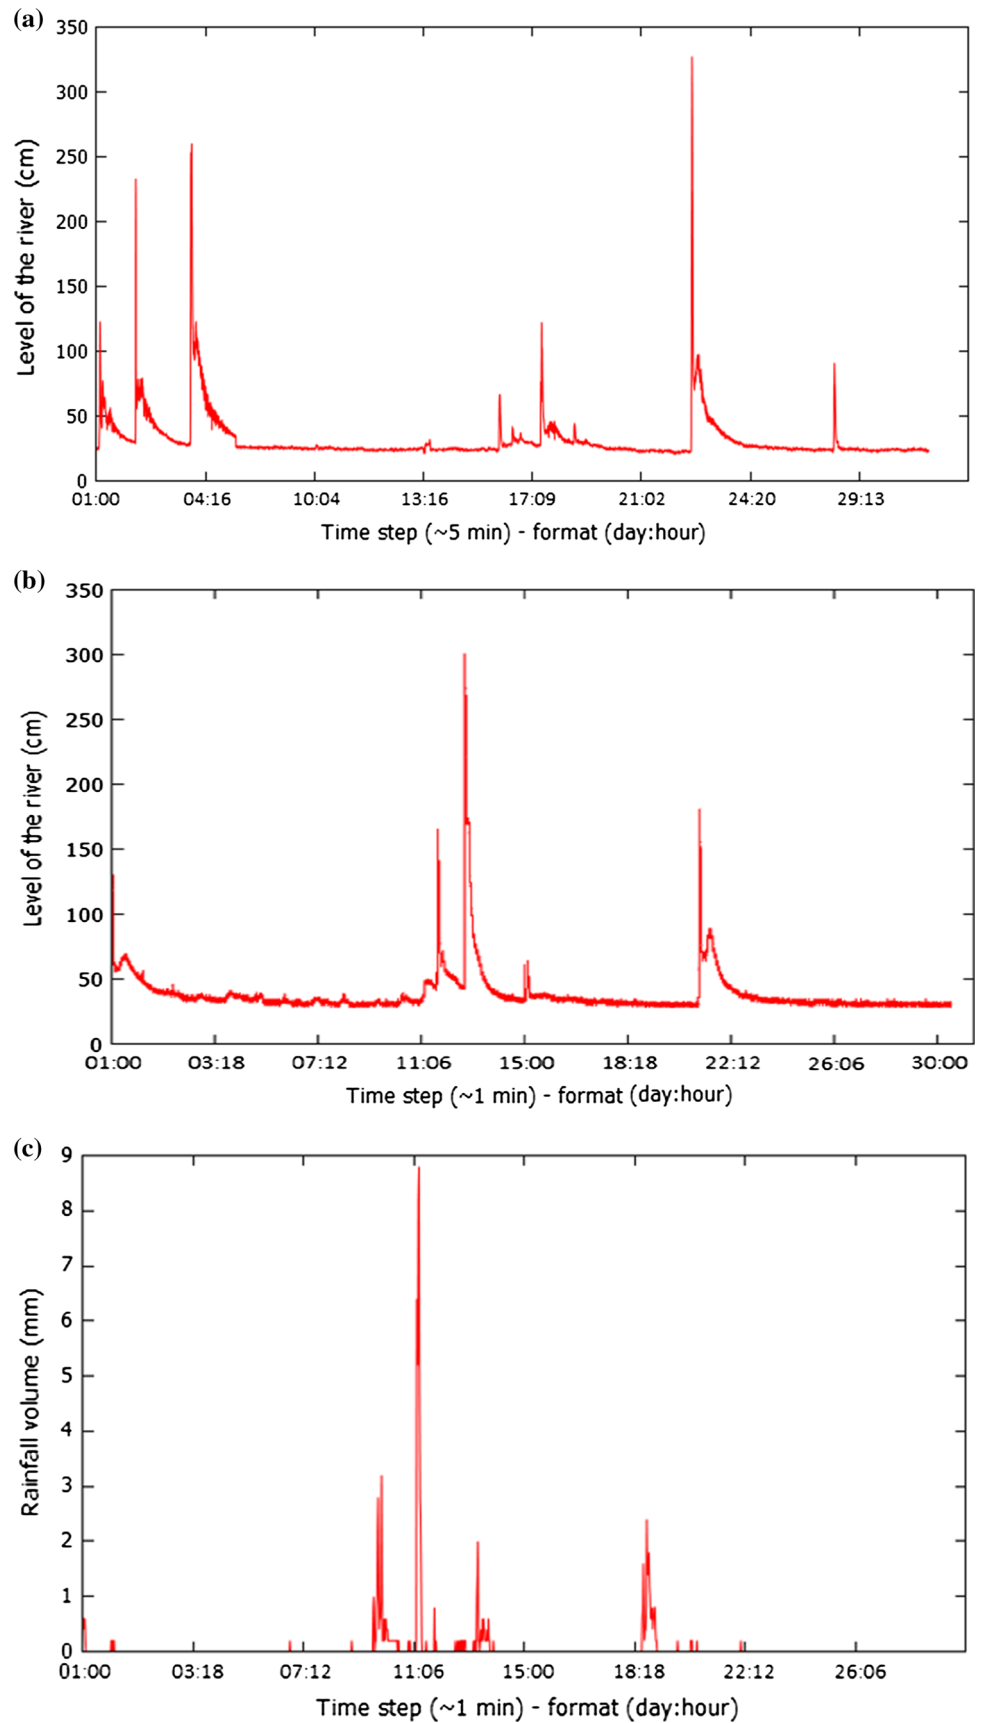 (a)
350
300
250
200
150
100
50
0
Level of the river (cm)
01:00 04:16 10:04 13:16 17:09 21:02 24:20 29:13
Time step (~5 min) - format (day:hour)
(b)
350
300
250
200
150
100
50
0
Level of the river (cm)
01:00 03:18 07:12 11:06 15:00 18:18 22:12 26:06 30:00
Time step (~1 min) - format (day:hour)
(c)
9
8
7
6
5
4
3
2
1
0
Rainfall volume (mm)
01:00 03:18 07:12 11:06 15:00 18:18 22:12 26:06
Time step (~1 min) - format (day:hour)